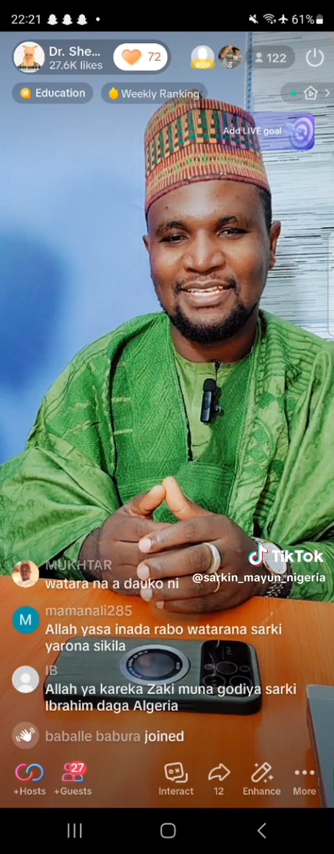 22:21
61%
Dr. She...
27.6K likes
72
122
Education
Weekly Ranking
Add LIVE goal
MUKHTAR
watara na a dauko ni
TikTok
@sarkin_mayun_nigeria
M
mamanali285
Allah yasa inada rabo watarana sarki
yarona sikila
IB
Allah ya kareka Zaki muna godiya sarki
Ibrahim daga Algeria
baballe babura joined
27
+Hosts
+Guests
Interact
12
Enhance
More